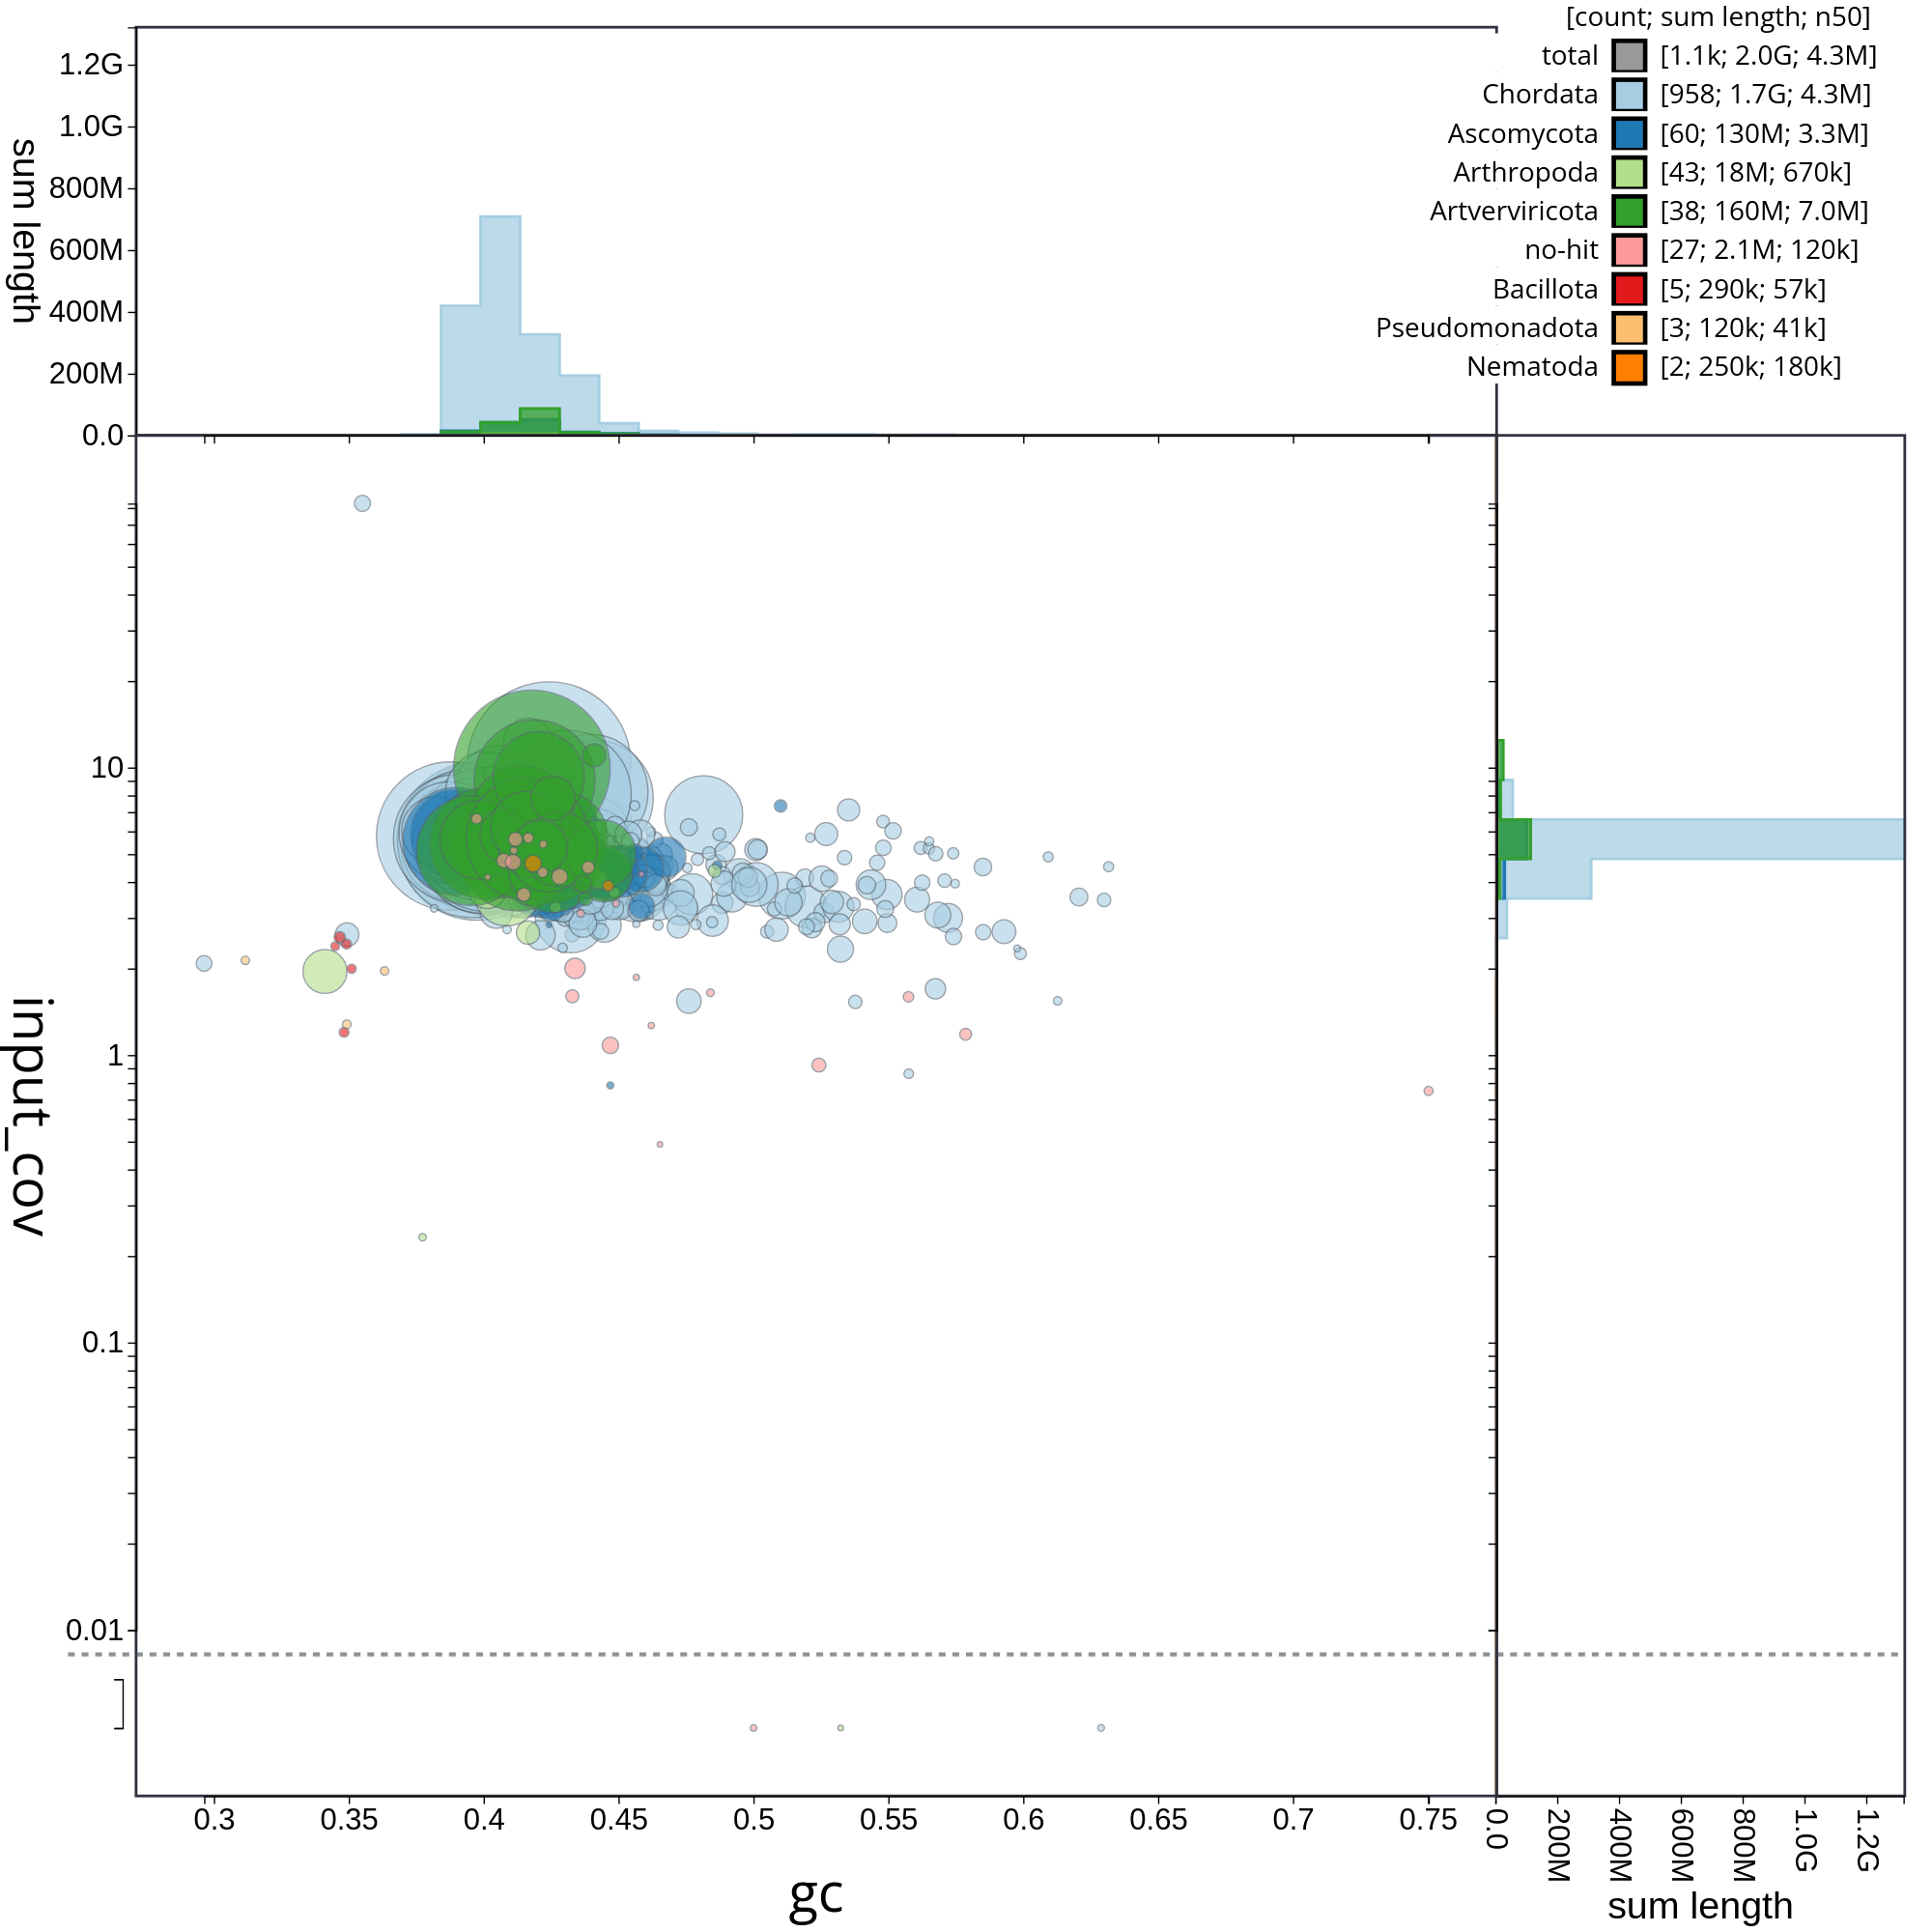 [count; sum length; n50]
total [1.1k; 2.0G; 4.3M]
Chordata [958; 1.7G; 4.3M]
Ascomycota [60; 130M; 3.3M]
Arthropoda [43; 18M; 670k]
Artverviricota [38; 160M; 7.0M]
no-hit [27; 2.1M; 120k]
Bacillota [5; 290k; 57k]
Pseudomonadota [3; 120k; 41k]
Nematoda [2; 250k; 180k]
sum length
1.2G
1.0G
800M
600M
400M
200M
0.0
input_cov
10
1
0.1
0.01
0.3 0.35 0.4 0.45 0.5 0.55 0.6 0.65 0.7 0.75
gc
0.0 200M 400M 600M 800M 1.0G 1.2G
sum length